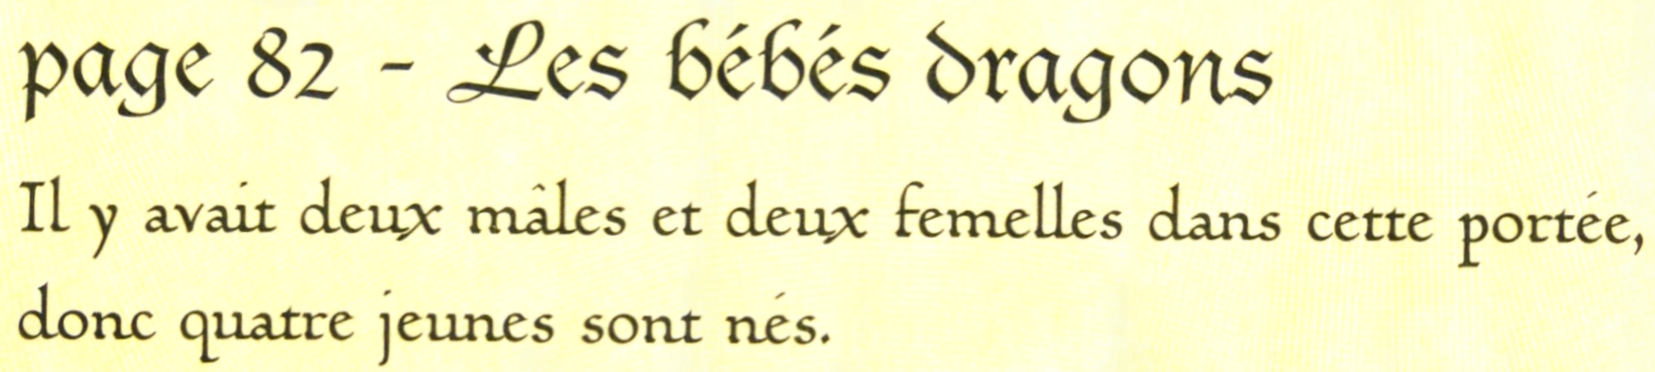 page 82 - Les bébés dragons
Il y avait deux mâles et deux femelles dans cette portée,
donc quatre jeunes sont nés.